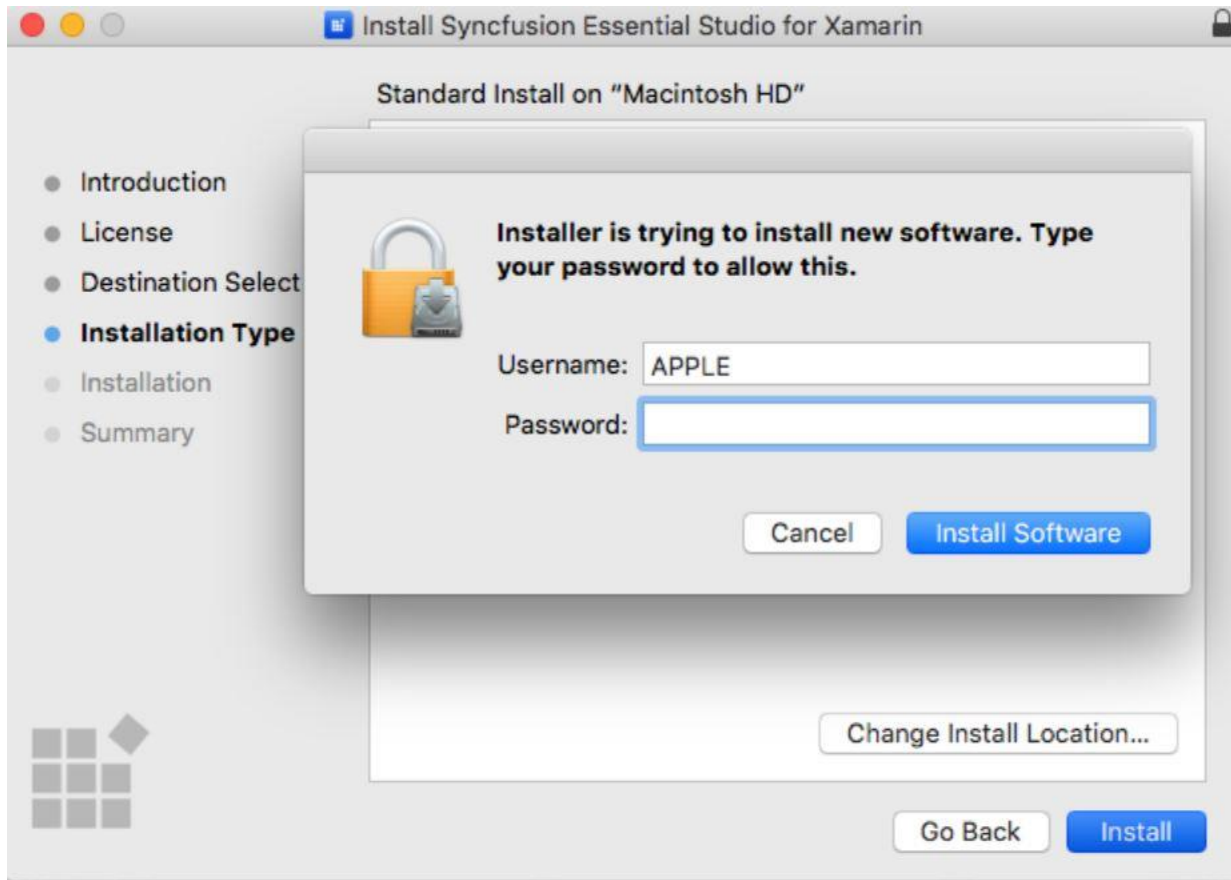 Install Syncfusion Essential Studio for Xamarin
Standard Install on “Macintosh HD”
Introduction
License
Destination Select
Installation Type
Installation
Summary
Installer is trying to install new software. Type
your password to allow this.
Username: APPLE
Password:
Cancel
Install Software
Change Install Location...
Go Back
Install